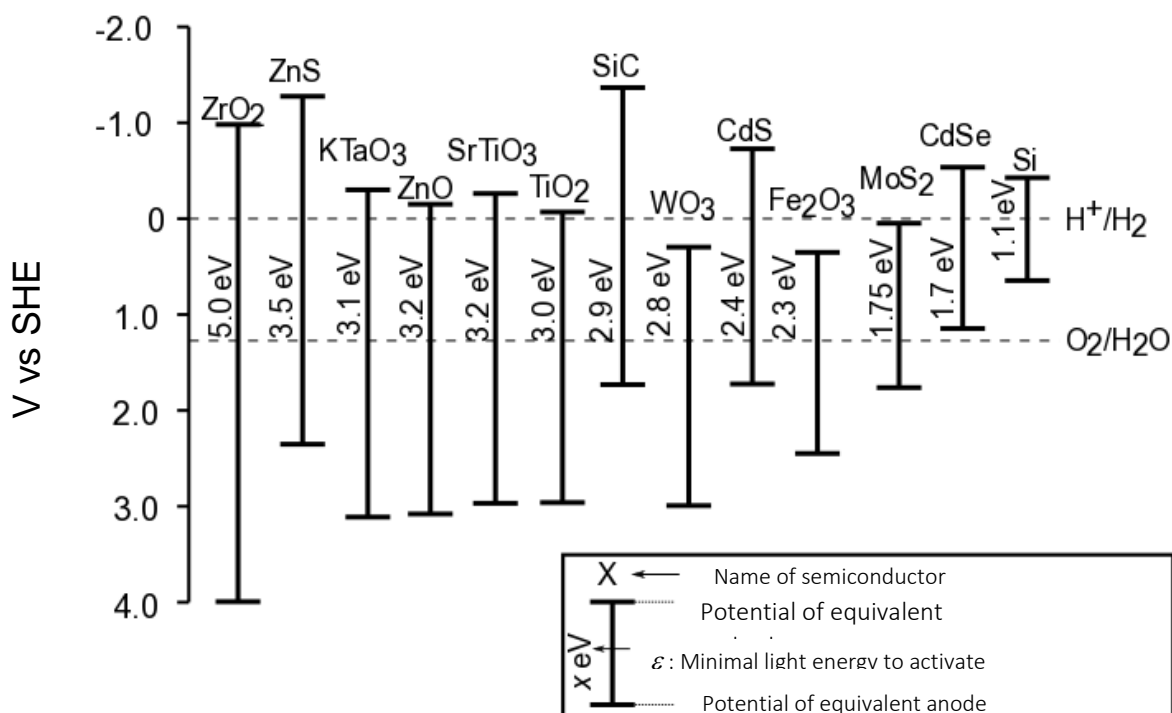 -2.0
-1.0
0
1.0
2.0
3.0
4.0
V vs SHE
ZrO2
5.0 eV
ZnS
3.5 eV
KTaO3
3.1 eV
ZnO
3.2 eV
SrTiO3
3.2 eV
TiO2
3.0 eV
SiC
2.9 eV
WO3
2.8 eV
CdS
2.4 eV
Fe2O3
2.3 eV
MoS2
1.75 eV
CdSe
1.7 eV
Si
1.1 eV
H+/H2
O2/H2O
X
Name of semiconductor
Potential of equivalent
x eV
ε : Minimal light energy to activate
Potential of equivalent anode